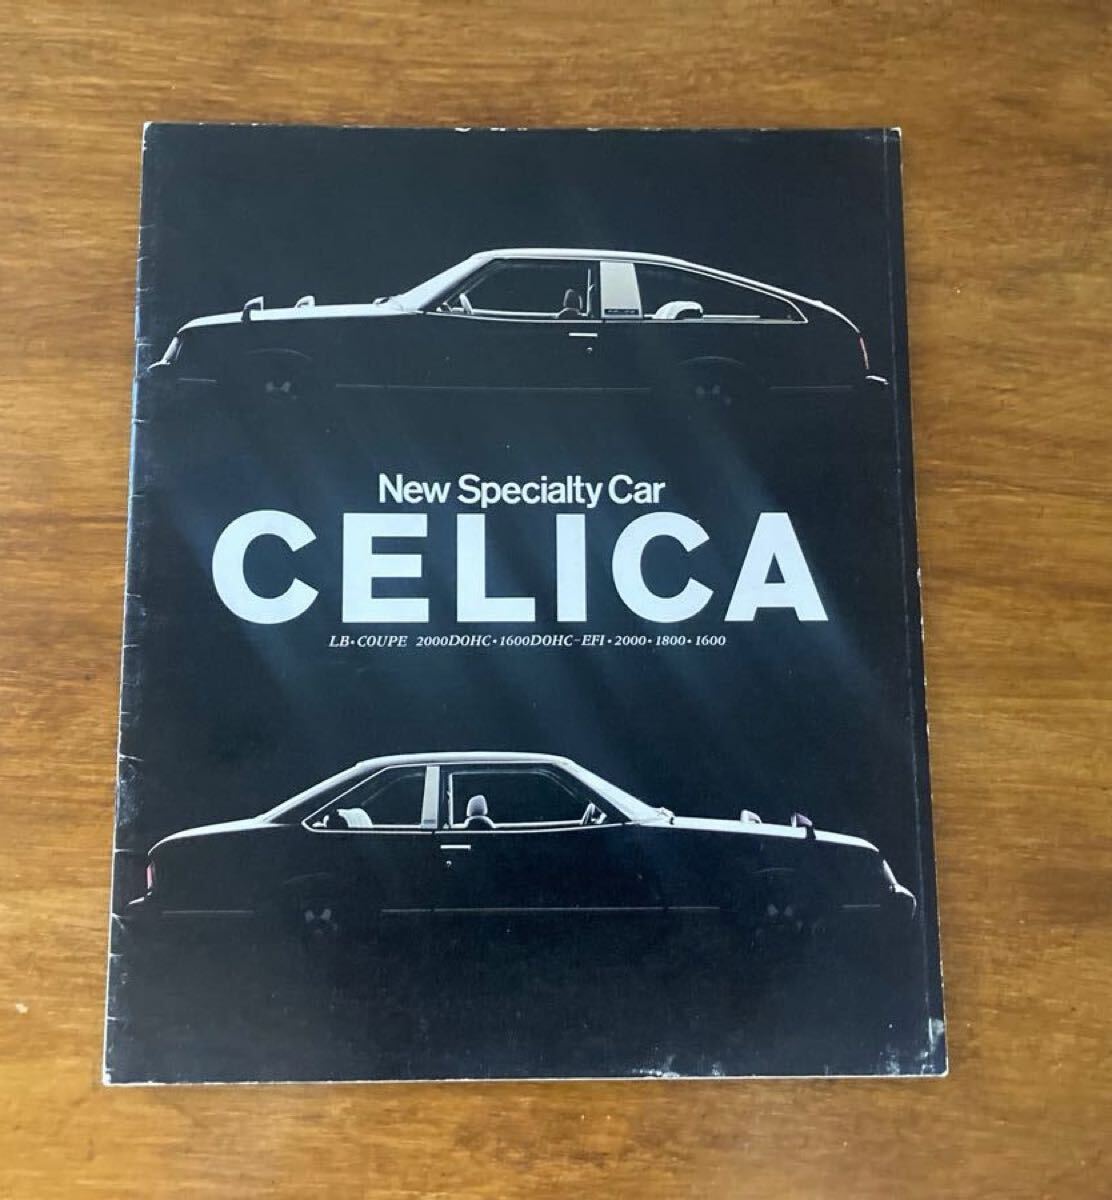 New Specialty Car
CELICA
LB•COUPE 2000DOHC•1600DOHC-EFI•2000•1800•1600